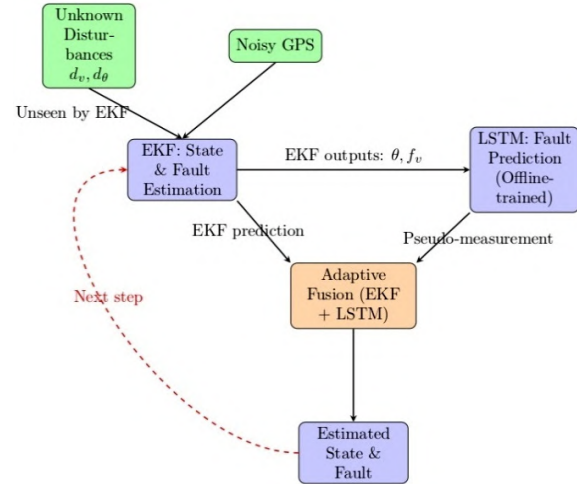 Unknown
Distur-
bances
d_v, d_θ
Noisy GPS
Unseen by EKF
EKF: State
& Fault
Estimation
EKF outputs: θ, f_v
LSTM: Fault
Prediction
(Offline-
trained)
EKF prediction
Pseudo-measurement
Adaptive
Fusion (EKF
+ LSTM)
Next step
Estimated
State &
Fault